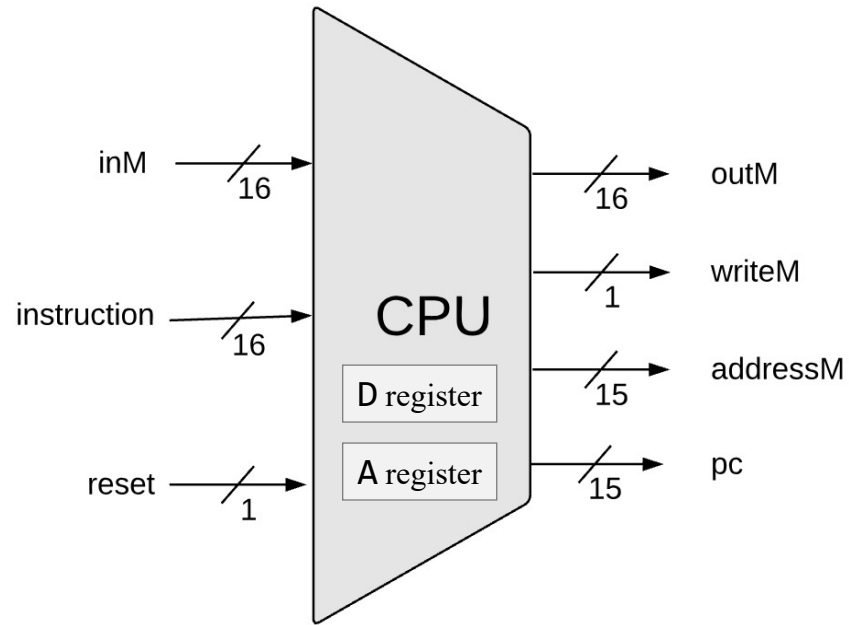 inM
16
instruction
16
reset
1
CPU
D register
A register
outM
16
writeM
1
addressM
15
pc
15